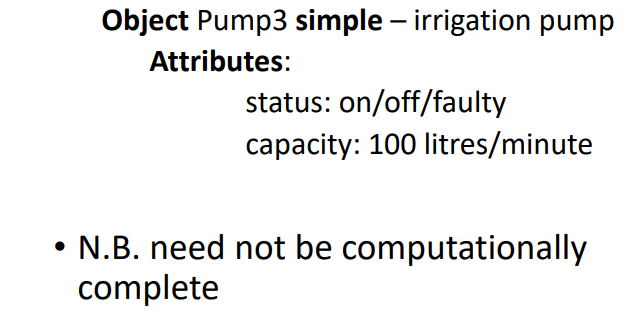 Object Pump3 simple – irrigation pump
Attributes:
status: on/off/faulty
capacity: 100 litres/minute
• N.B. need not be computationally
complete